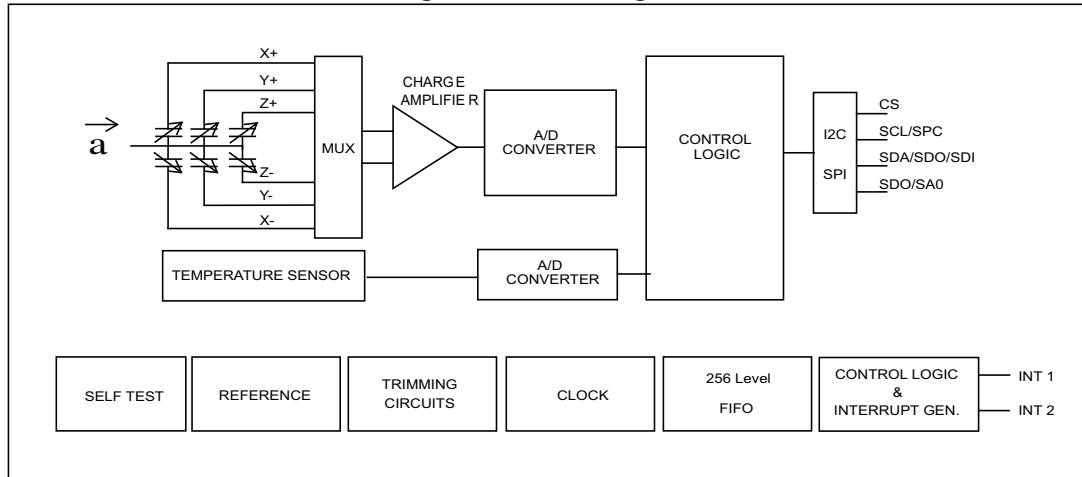 X+
Y+
Z+
a
Z-
Y-
X-
MUX
CHARGE
AMPLIFIER
A/D
CONVERTER
CONTROL
LOGIC
I2C
SPI
CS
SCL/SPC
SDA/SDO/SDI
SDO/SA0
TEMPERATURE SENSOR
A/D
CONVERTER
SELF TEST
REFERENCE
TRIMMING
CIRCUITS
CLOCK
256 Level
FIFO
CONTROL LOGIC
&
INTERRUPT GEN.
INT 1
INT 2